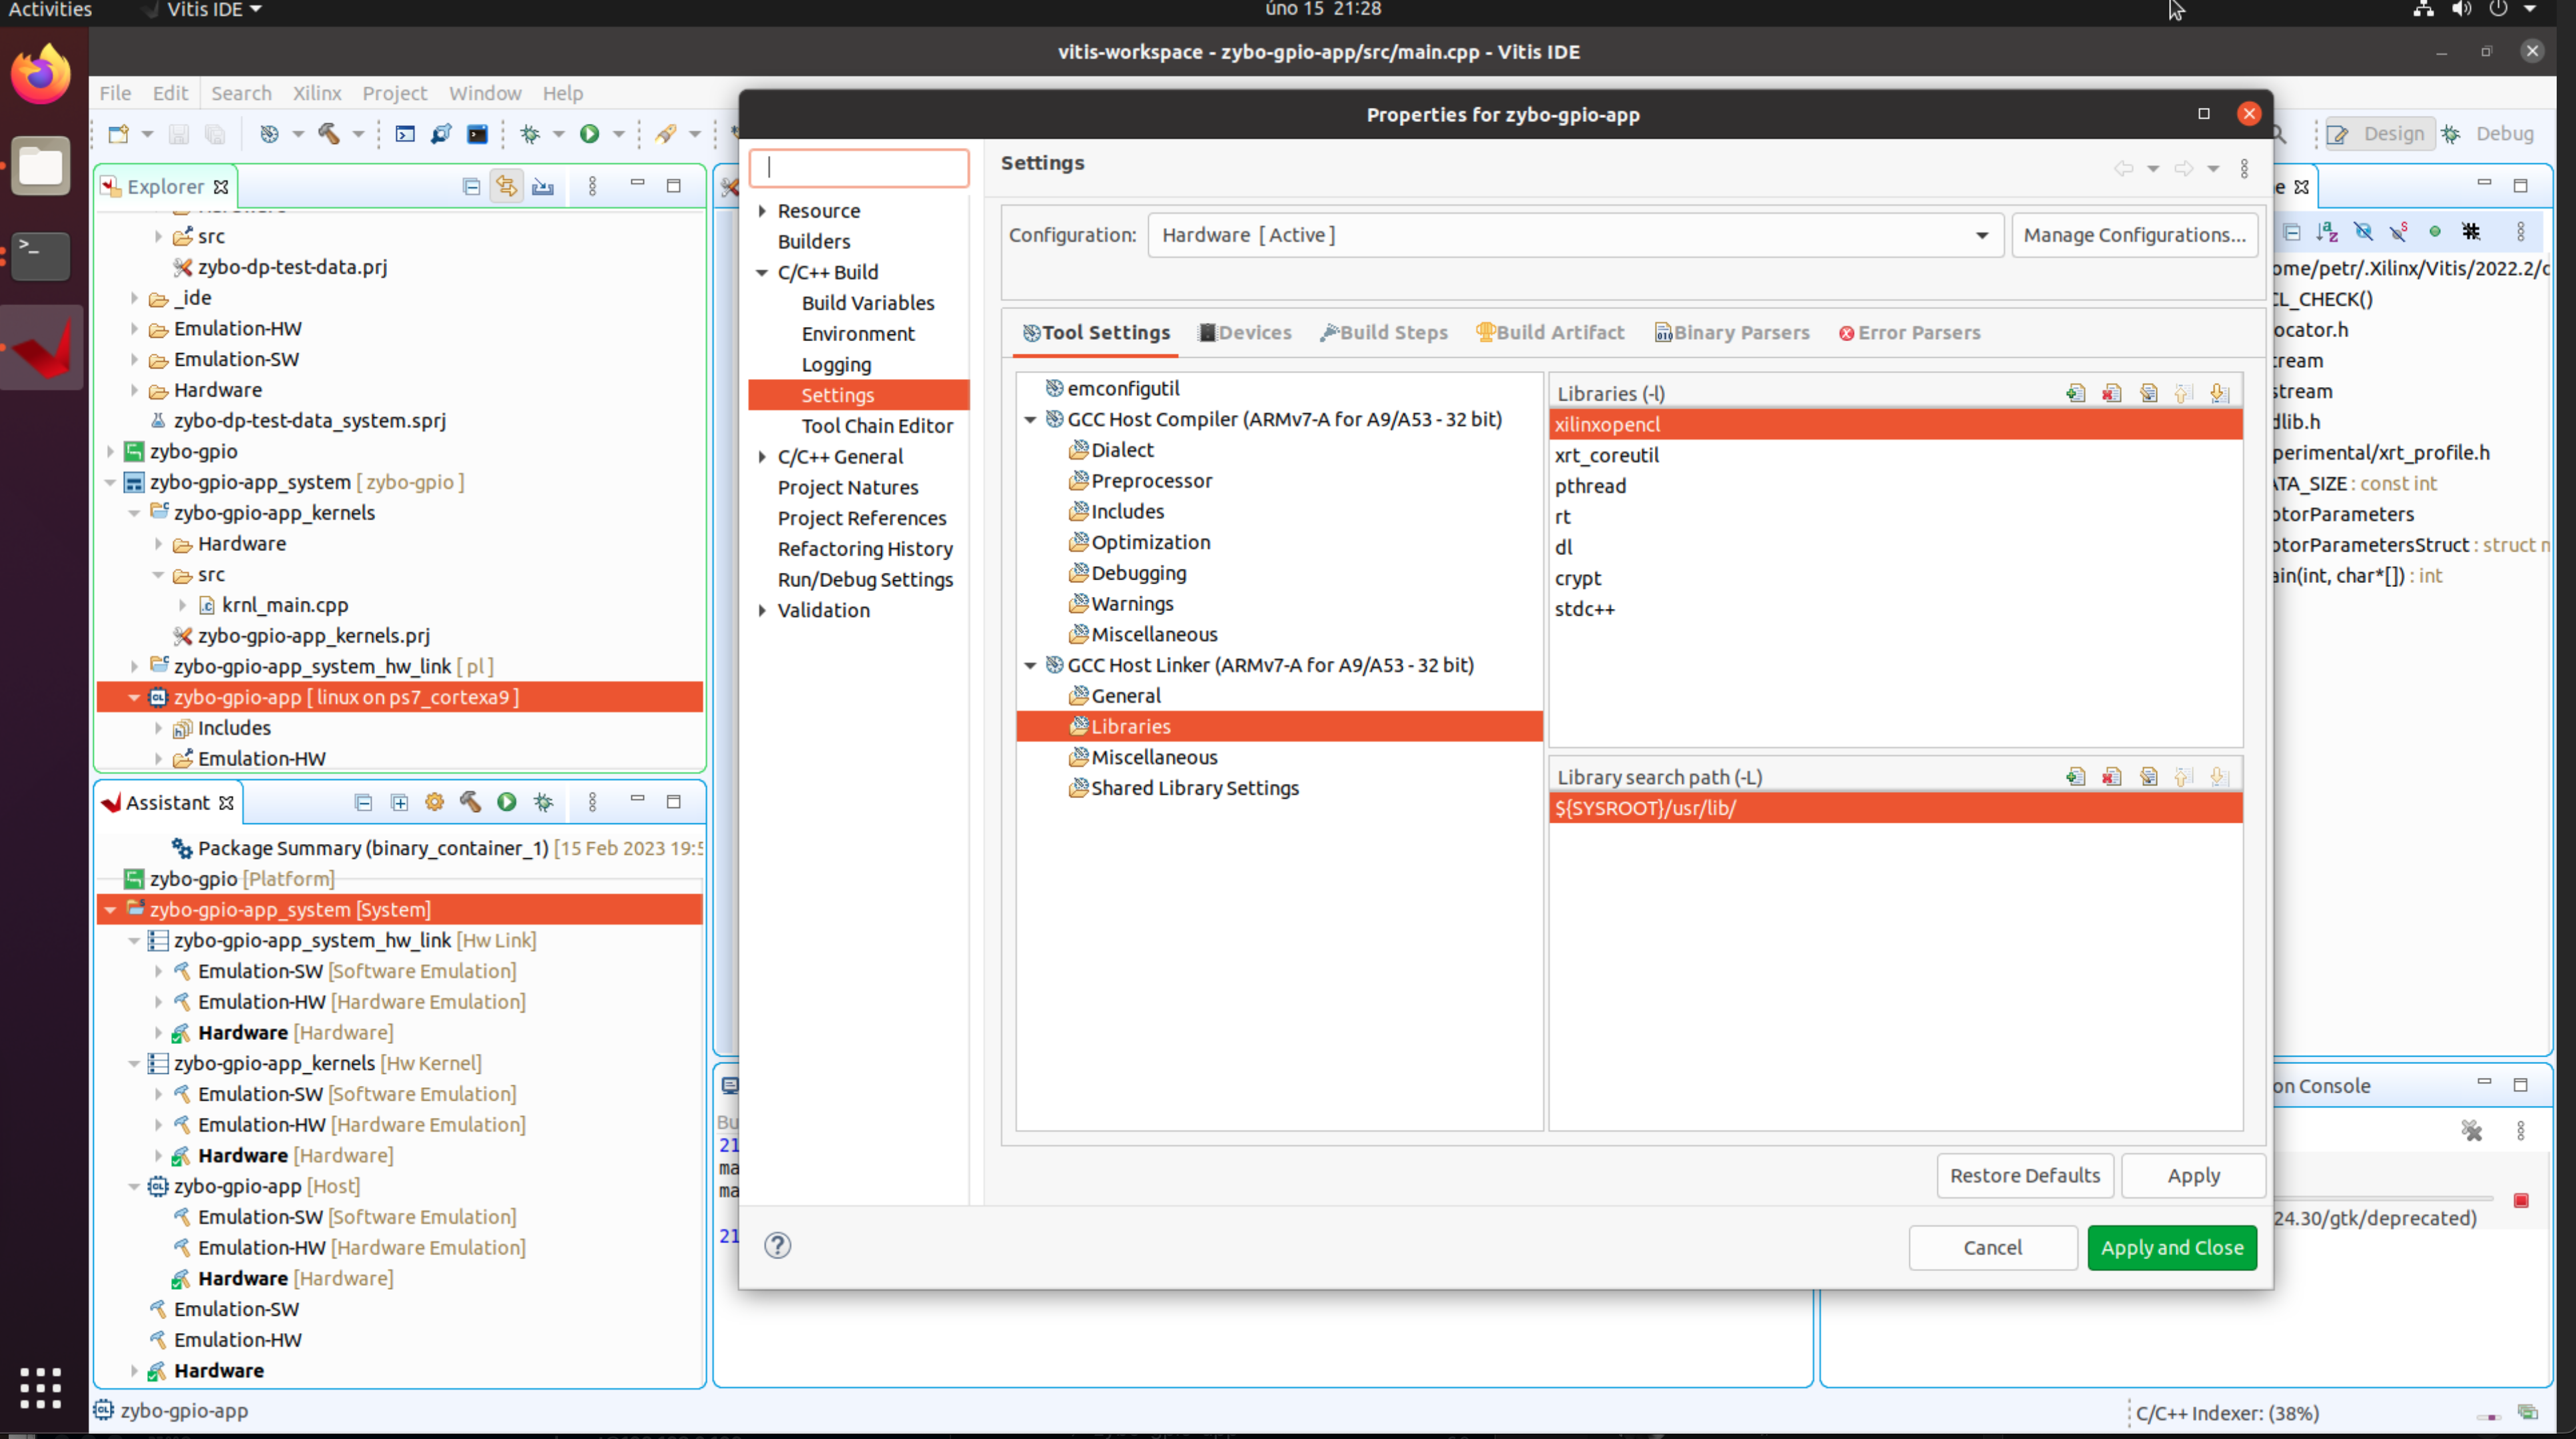 Activities
Vitis IDE
úno 15 21:28
vitis-workspace - zybo-gpio-app/src/main.cpp - Vitis IDE
File Edit Search Xilinx Project Window Help
Design
Debug
Explorer
src
zybo-dp-test-data.prj
_ide
Emulation-HW
Emulation-SW
Hardware
zybo-dp-test-data_system.sprj
zybo-gpio
zybo-gpio-app_system [ zybo-gpio ]
zybo-gpio-app_kernels
Hardware
src
krnl_main.cpp
zybo-gpio-app_kernels.prj
zybo-gpio-app_system_hw_link [ pl ]
zybo-gpio-app [ linux on ps7_cortexa9 ]
Includes
Emulation-HW
Assistant
Package Summary (binary_container_1) [15 Feb 2023 19:5
zybo-gpio [Platform]
zybo-gpio-app_system [System]
zybo-gpio-app_system_hw_link [Hw Link]
Emulation-SW [Software Emulation]
Emulation-HW [Hardware Emulation]
Hardware [Hardware]
zybo-gpio-app_kernels [Hw Kernel]
Emulation-SW [Software Emulation]
Emulation-HW [Hardware Emulation]
Hardware [Hardware]
zybo-gpio-app [Host]
Emulation-SW [Software Emulation]
Emulation-HW [Hardware Emulation]
Hardware [Hardware]
Emulation-SW
Emulation-HW
Hardware
zybo-gpio-app
Properties for zybo-gpio-app
Resource
Builders
C/C++ Build
Build Variables
Environment
Logging
Settings
Tool Chain Editor
C/C++ General
Project Natures
Project References
Refactoring History
Run/Debug Settings
Validation
Settings
Configuration: Hardware [ Active ]
Manage Configurations...
Tool Settings Devices Build Steps Build Artifact Binary Parsers Error Parsers
emconfigutil
GCC Host Compiler (ARMv7-A for A9/A53 - 32 bit)
Dialect
Preprocessor
Includes
Optimization
Debugging
Warnings
Miscellaneous
GCC Host Linker (ARMv7-A for A9/A53 - 32 bit)
General
Libraries
Miscellaneous
Shared Library Settings
Libraries (-l)
xilinxopencl
xrt_coreutil
pthread
rt
dl
crypt
stdc++
Library search path (-L)
${SYSROOT}/usr/lib/
Restore Defaults
Apply
Cancel
Apply and Close
Bu
21
ma
ma
21
e
ome/petr/.Xilinx/Vitis/2022.2/c
CL_CHECK()
ocator.h
tream
stream
dlib.h
perimental/xrt_profile.h
ATA_SIZE : const int
otorParameters
otorParametersStruct : struct m
ain(int, char*[]) : int
on Console
24.30/gtk/deprecated)
C/C++ Indexer: (38%)